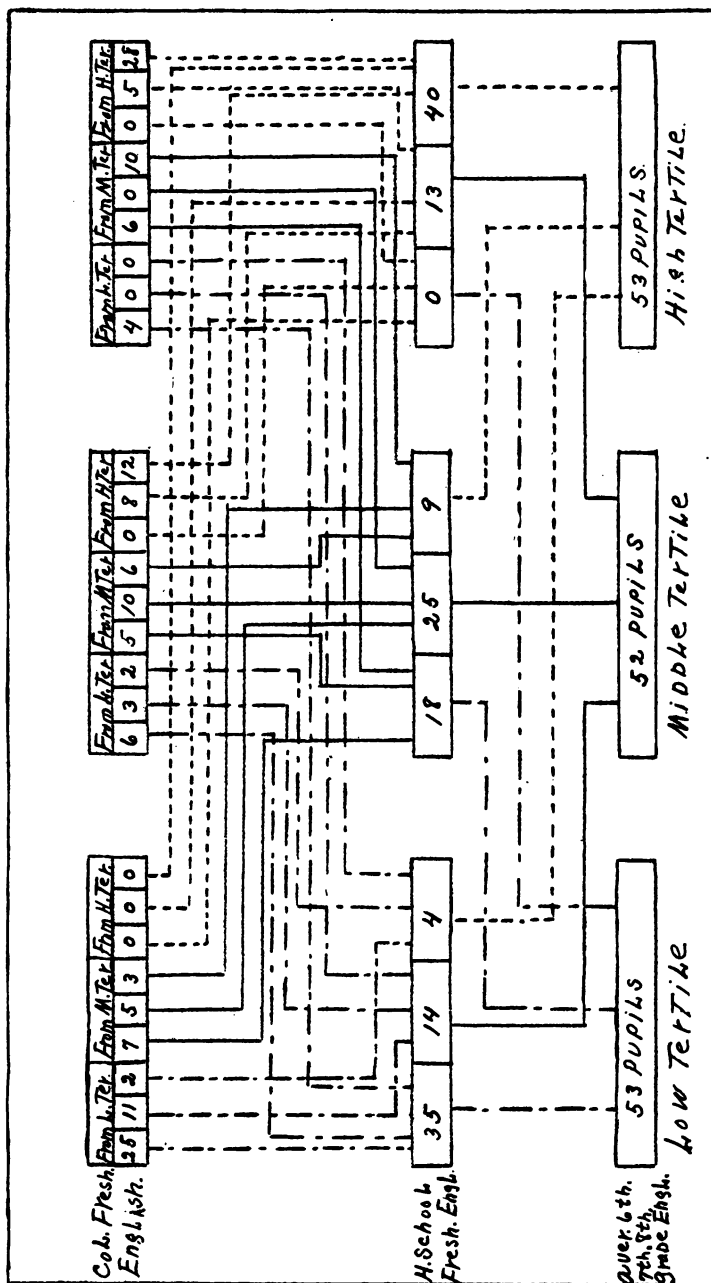 Col. Fresh. English.
From L. Ter. From M. Ter From H. Ter. From L. Ter From M. Ter From H. Ter From L. Ter From M. Ter From H. Ter.
25 11 2 7 5 3 0 0 0 6 3 2 5 10 6 0 8 12 4 0 0 6 0 10 0 5 28
H. School
Fresh. Engl.
35 14 4 18 25 9 0 13 40
Aver. 6th.
7th. 8th.
grade Engl.
53 PUPILS 52 PUPILS 53 PUPILS.
Low TerTile Middle TerTile High TerTile.